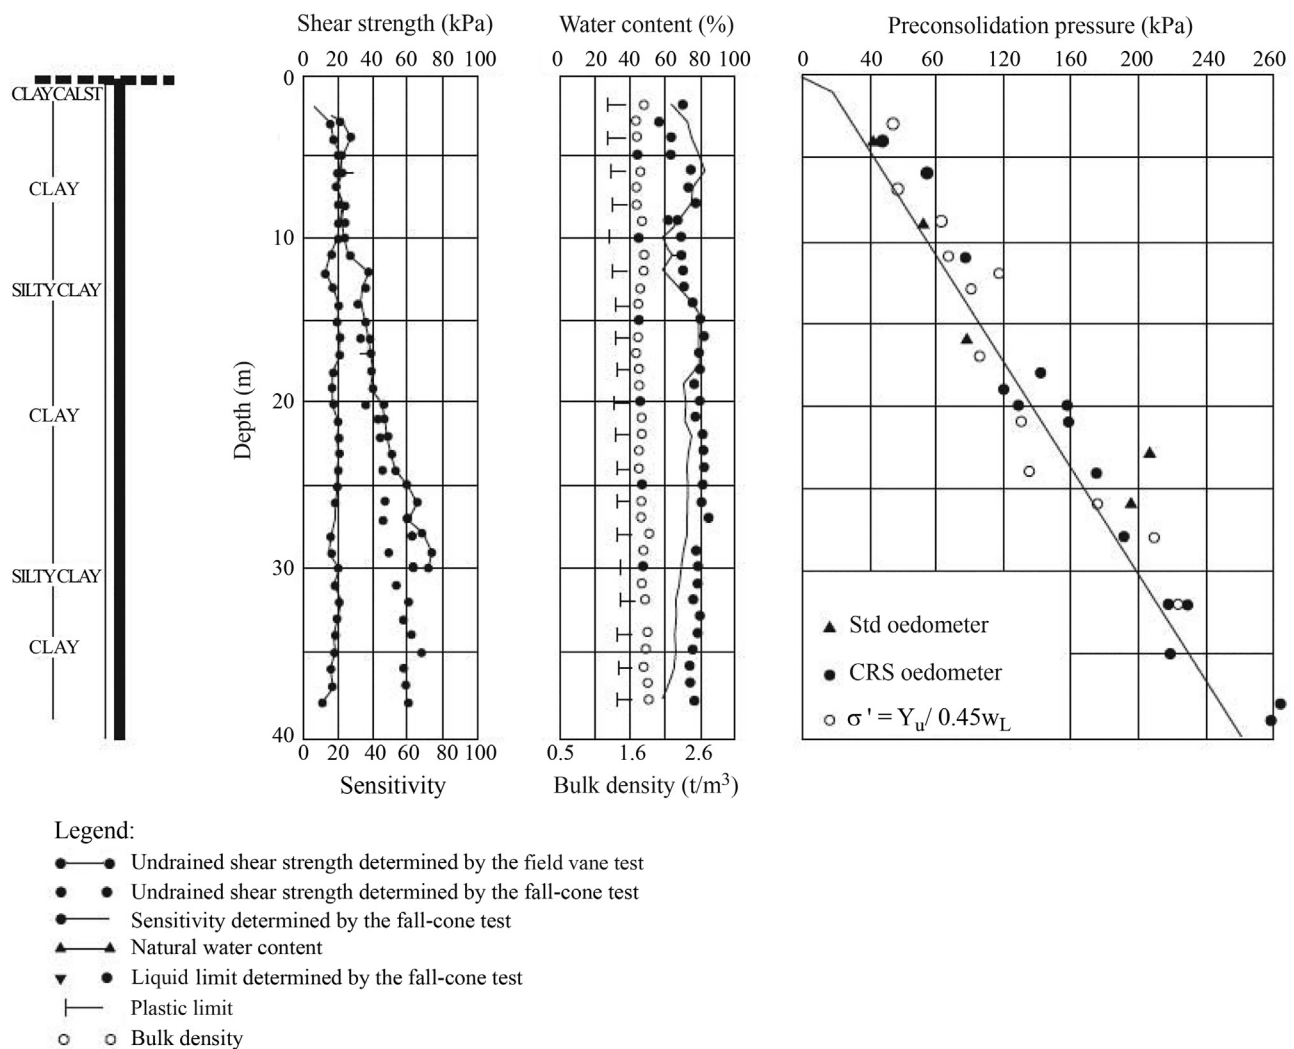 Shear strength (kPa) Water content (%) Preconsolidation pressure (kPa)
0 20 40 60 80 100 0 20 40 60 80 100 0 40 60 120 160 200 240 260
0
CLAYCALST
CLAY
10
SILTYCLAY
Depth (m)
20
CLAY
30
SILTYCLAY
CLAY
40
Std oedometer
CRS oedometer
σ' = Yu/ 0.45wL
0 20 40 60 80 100 0.5 1.6 2.6
Sensitivity Bulk density (t/m3)
Legend:
Undrained shear strength determined by the field vane test
Undrained shear strength determined by the fall-cone test
Sensitivity determined by the fall-cone test
Natural water content
Liquid limit determined by the fall-cone test
Plastic limit
Bulk density